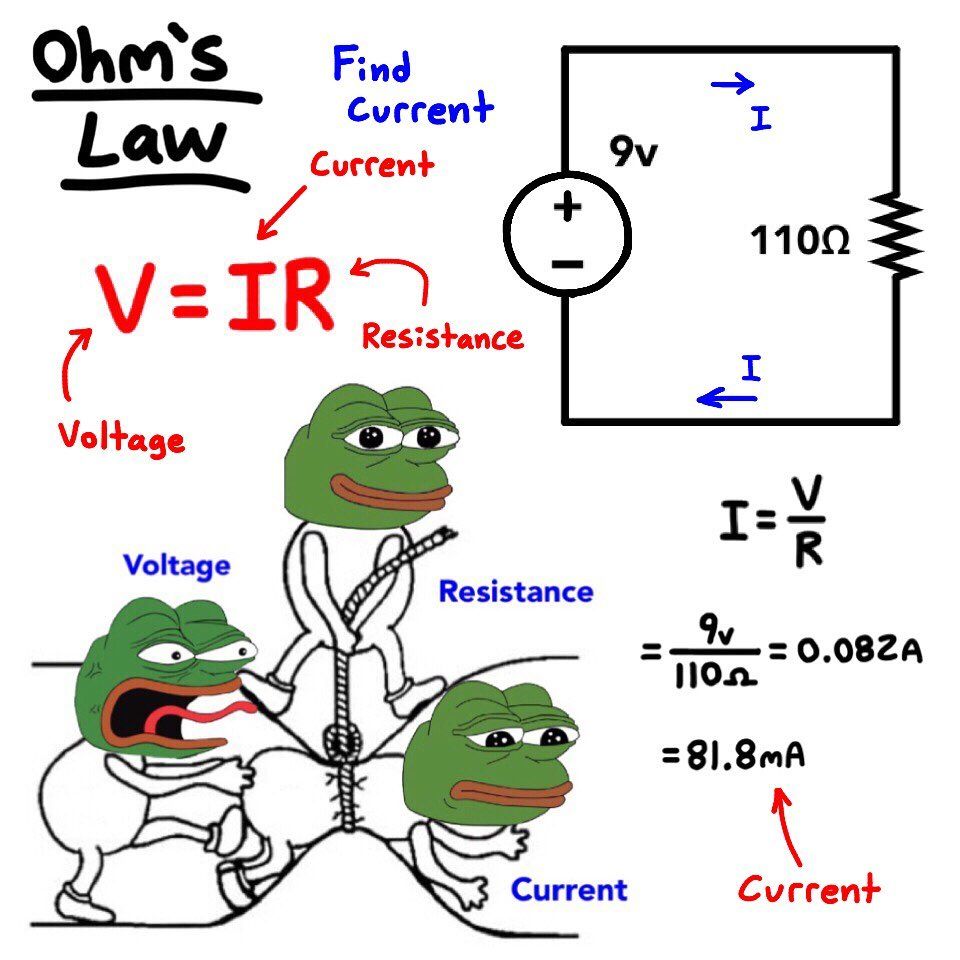 Ohm's
Law
Find
Current
Current
V = IR
Resistance
Voltage
I
9v
+
−
110Ω
I
I = V/R
= 9v/110Ω = 0.082A
= 81.8mA
Current
Voltage
Resistance
Current